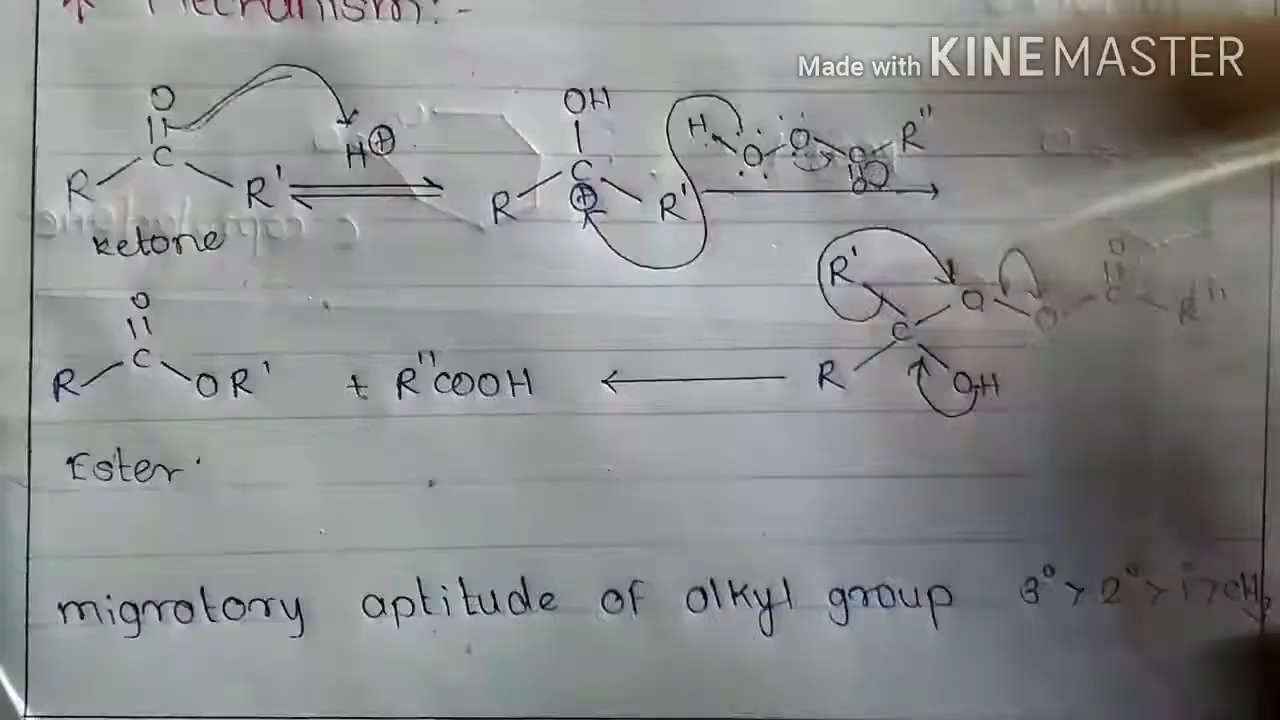 * Mechanism:-
Made with KINEMASTER
O
||
C
R R' H⊕
ketone
OH
C
⊕
R R'
H O O R''
O
R' O O C R''
C
R OH
O
||
C
R OR' + R''COOH
Ester.
migratory aptitude of alkyl group 3° > 2° > 1° > CH3